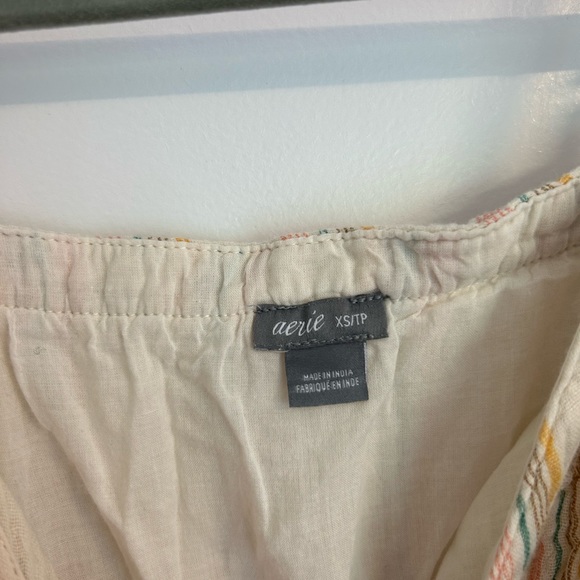 aerie XS/TP
MADE IN INDIA
FABRIQUÉ EN INDE